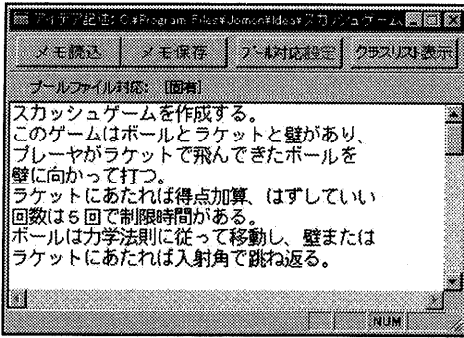 アイデア記述: C:¥Program Files¥Jomon¥Idea¥スカッシュゲーム
メモ読込 メモ保存 プール対応設定 クラスリスト表示
プールファイル対応: [固有]
スカッシュゲームを作成する。
このゲームはボールとラケットと壁があり、
プレーヤがラケットで飛んできたボールを
壁に向かって打つ。
ラケットにあたれば得点加算、はずしていい
回数は5回で制限時間がある。
ボールは力学法則に従って移動し、壁または
ラケットにあたれば入射角で跳ね返る。
NUM